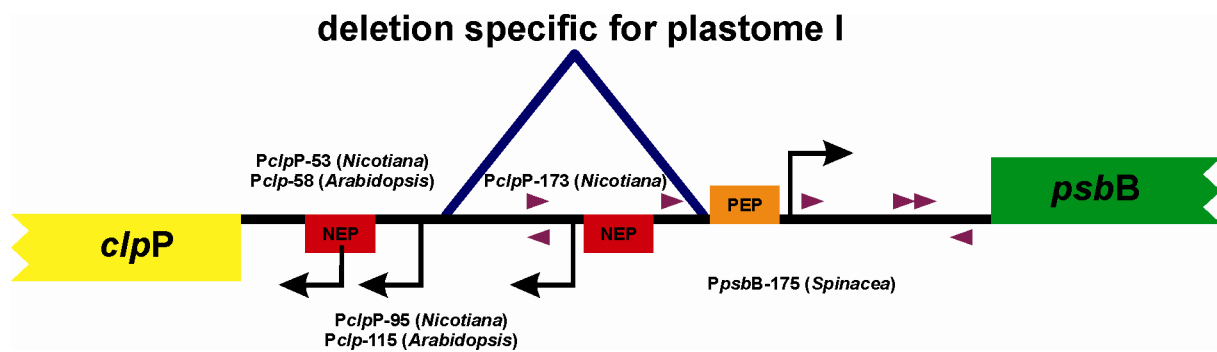 deletion specific for plastome I
PclpP-53 (Nicotiana)
Pclp-58 (Arabidopsis)
PclpP-173 (Nicotiana)
PEP
psbB
clpP
NEP
NEP
PpsbB-175 (Spinacea)
PclpP-95 (Nicotiana)
Pclp-115 (Arabidopsis)